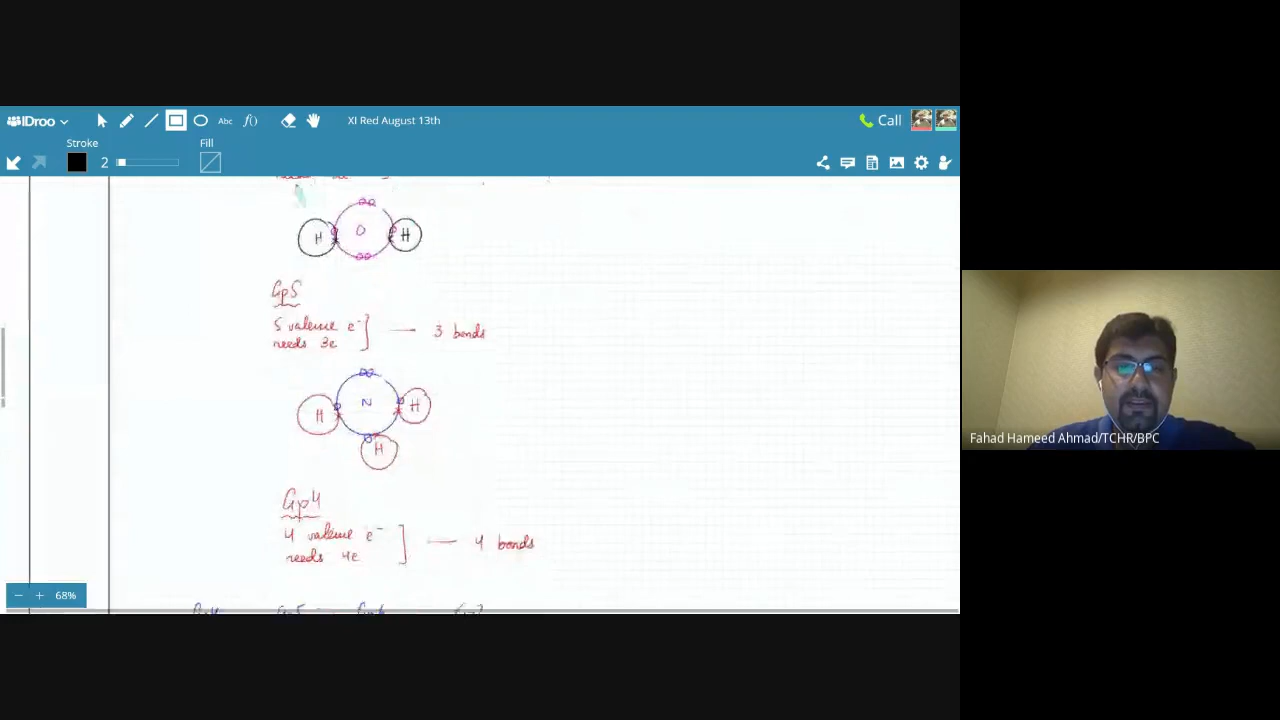 IDroo
Abc
f()
XI Red August 13th
Call
Stroke
Fill
2
H O H
Gp5
5 valence e⁻
needs 3e
3 bonds
N
H
H
H
Gp4
4 valence e⁻
needs 4e
4 bonds
68%
Fahad Hameed Ahmad/TCHR/BPC